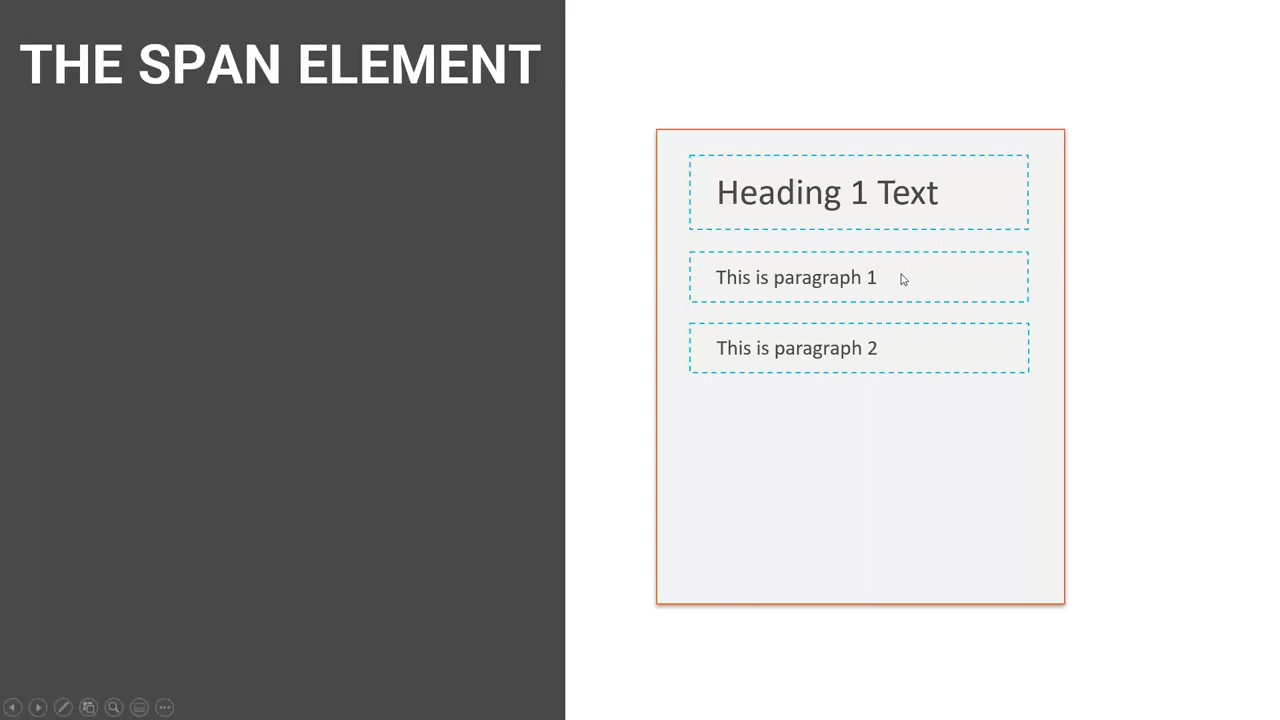 THE SPAN ELEMENT
Heading 1 Text
This is paragraph 1
This is paragraph 2